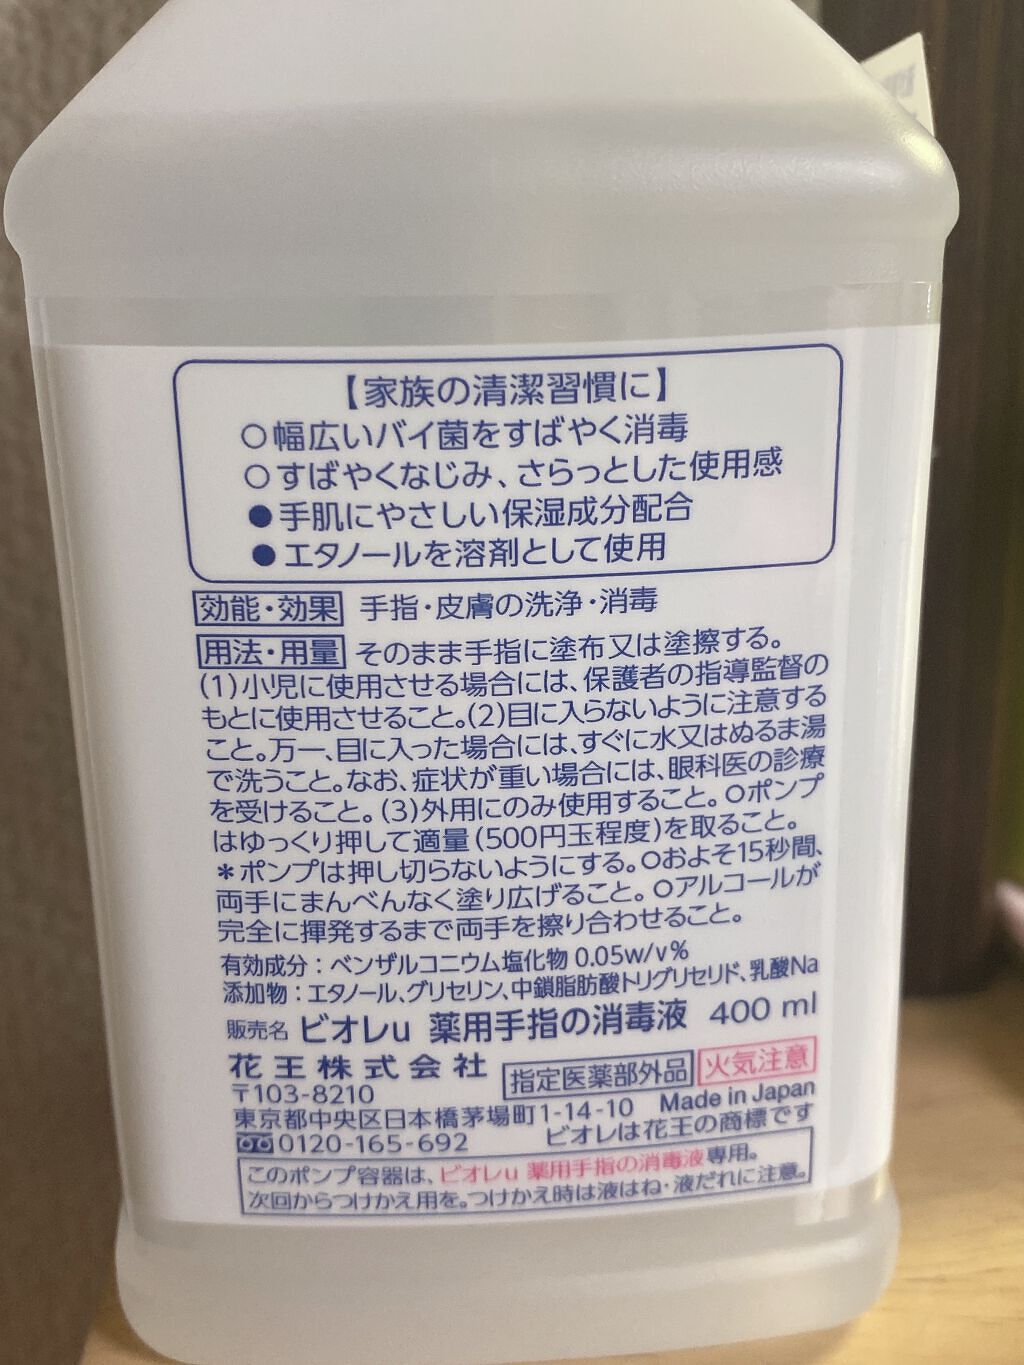 【家族の清潔習慣に】
○幅広いバイ菌をすばやく消毒
○すばやくなじみ、さらっとした使用感
●手肌にやさしい保湿成分配合
●エタノールを溶剤として使用
効能・効果 手指・皮膚の洗浄・消毒
用法・用量 そのまま手指に塗布又は塗擦する。
(1)小児に使用させる場合には、保護者の指導監督の
もとに使用させること。(2)目に入らないように注意する
こと。万一、目に入った場合には、すぐに水又はぬるま湯
で洗うこと。なお、症状が重い場合には、眼科医の診療
を受けること。(3)外用にのみ使用すること。○ポンプ
はゆっくり押して適量(500円玉程度)を取ること。
*ポンプは押し切らないようにする。○およそ15秒間、
両手にまんべんなく塗り広げること。○アルコールが
完全に揮発するまで両手を擦り合わせること。
有効成分：ベンザルコニウム塩化物 0.05w/v%
添加物：エタノール、グリセリン、中鎖脂肪酸トリグリセリド、乳酸Na
販売名 ビオレu 薬用手指の消毒液 400 ml
花王株式会社 指定医薬部外品 火気注意
〒103-8210
東京都中央区日本橋茅場町1-14-10 Made in Japan
0120-165-692 ビオレは花王の商標です
このポンプ容器は、ビオレu 薬用手指の消毒液専用。
次回からつけかえ用を。つけかえ時は液はね・液だれに注意。